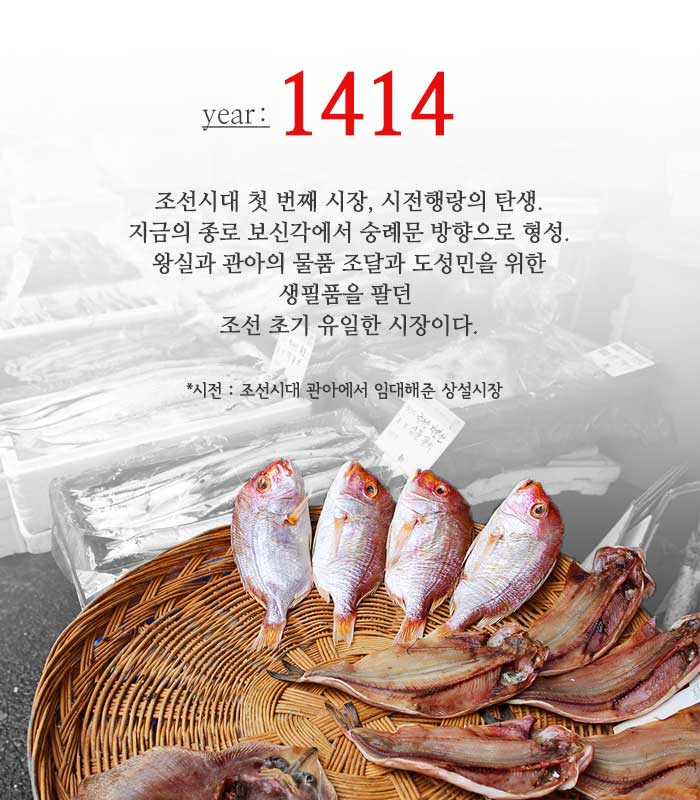 year: 1414
조선시대 첫 번째 시장, 시전행랑의 탄생.
지금의 종로 보신각에서 숭례문 방향으로 형성.
왕실과 관아의 물품 조달과 도성민을 위한
생필품을 팔던
조선 초기 유일한 시장이다.
*시전 : 조선시대 관아에서 임대해준 상설시장